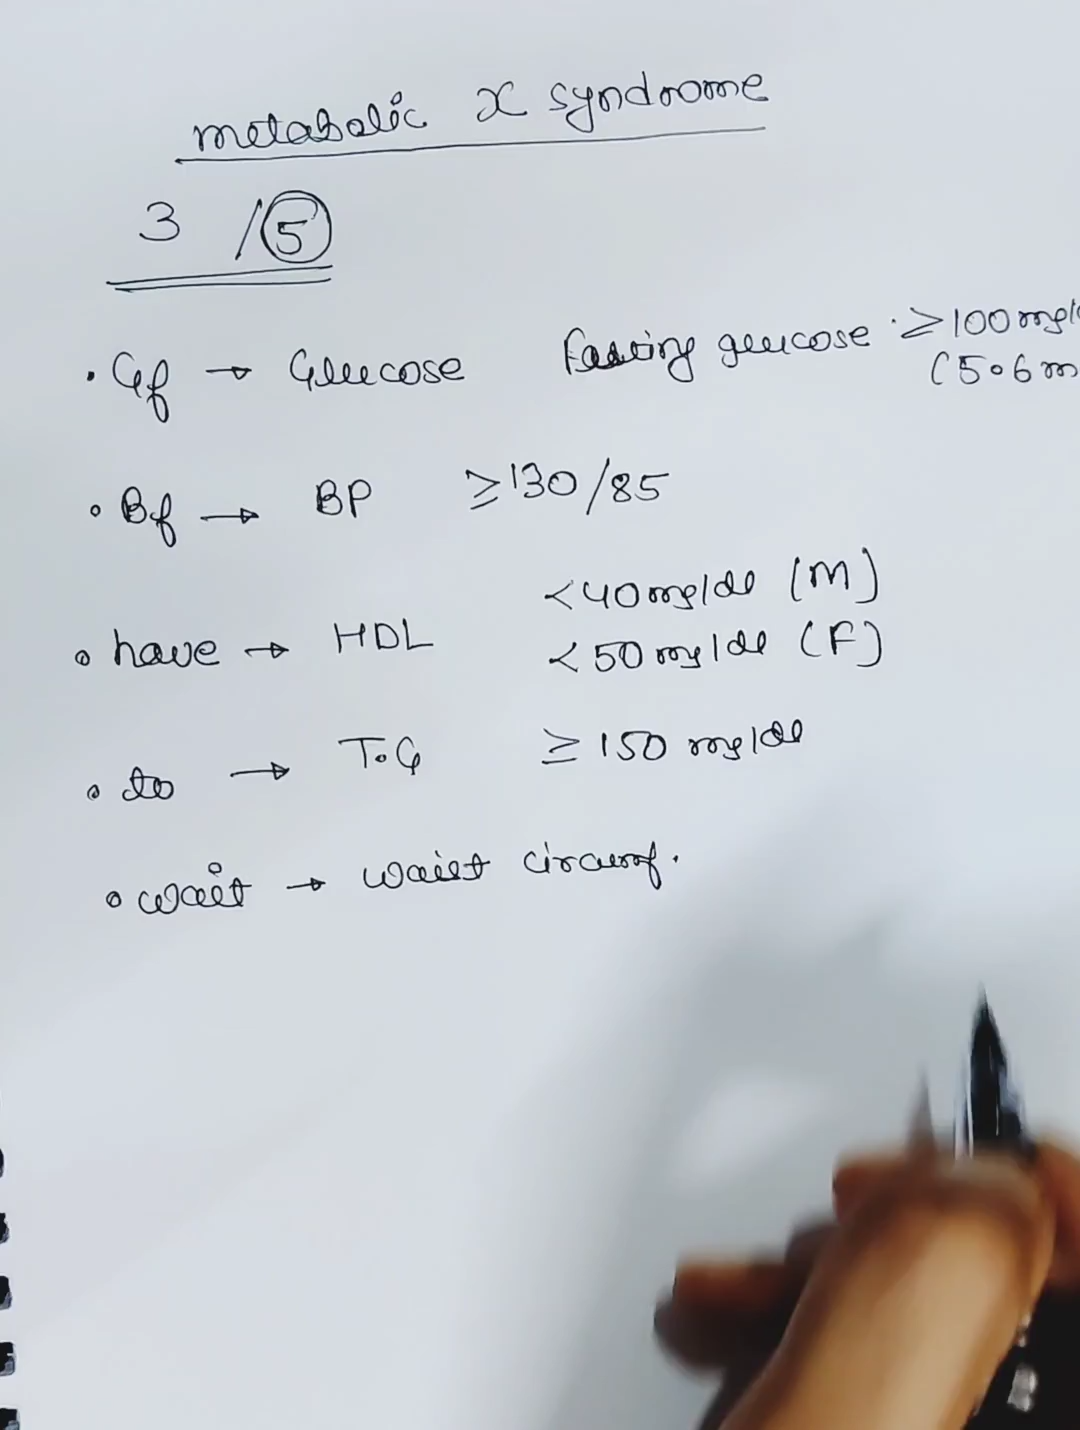 metabolic x syndrome
3 / 5
• Gf → Glucose Fasting glucose ≥100 mg/
(5.6 m
• Bf → BP ≥130/85
• have → HDL <40 mg/dl (M)
<50 mg/dl (F)
• to → T.G ≥ 150 mg/dl
• wait → waist circumf.